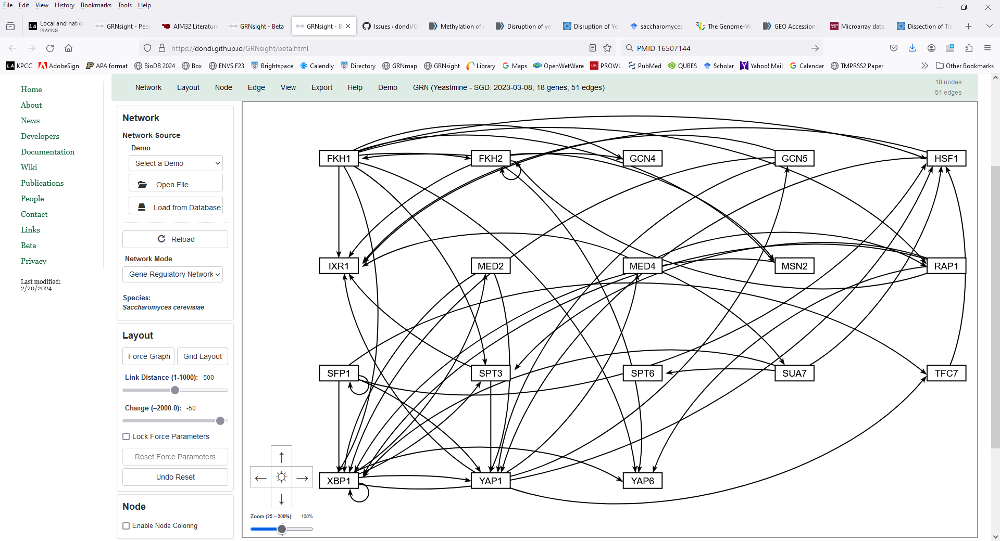 File Edit View History Bookmarks Tools Help
Local and natio
PLAYING
GRNsight - Peo
AIM32 Literature
GRNsight - Beta
GRNsight - B
Issues · dondi/G
Methylation of
Disruption of ye
Disruption of Ye
saccharomyces
The Genome-W
GEO Accession
Microarray data
Dissection of Tra
https://dondi.github.io/GRNsight/beta.html
PMID 16507144
KPCC AdobeSign APA format BioDB 2024 Box ENVS F23 Brightspace Calendly Directory GRNmap GRNsight Library Maps OpenWetWare PROWL PubMed QUBES Scholar Yahoo! Mail Calendar TMPRSS2 Paper Other Bookmarks
Home
About
News
Developers
Documentation
Wiki
Publications
People
Contact
Links
Beta
Privacy
Last modified:
2/20/2024
Network Layout Node Edge View Export Help Demo GRN (Yeastmine - SGD: 2023-03-08; 18 genes, 51 edges)
18 nodes
51 edges
Network
Network Source
Demo
Select a Demo
Open File
Load from Database
Reload
Network Mode
Gene Regulatory Network
Species:
Saccharomyces cerevisiae
Layout
Force Graph Grid Layout
Link Distance (1-1000): 500
Charge (–2000-0): -50
Lock Force Parameters
Reset Force Parameters
Undo Reset
Node
Enable Node Coloring
FKH1 FKH2 GCN4 GCN5 HSF1
IXR1 MED2 MED4 MSN2 RAP1
SFP1 SPT3 SPT6 SUA7 TFC7
XBP1 YAP1 YAP6
Zoom (25 – 200%): 100%